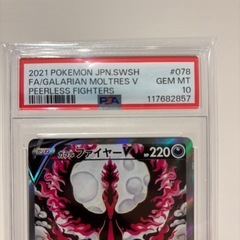 2021 POKEMON JPN.SWSH #078
FA/GALARIAN MOLTRES V GEM MT
PEERLESS FIGHTERS 10
PSA 117682857
ガラル ファイヤーV 220